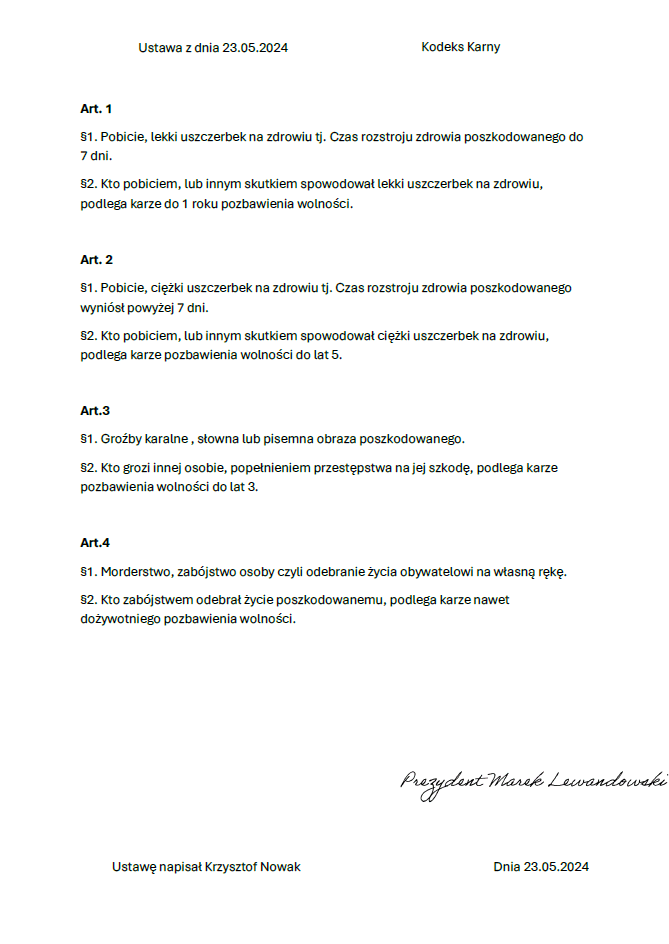 Ustawa z dnia 23.05.2024 Kodeks Karny
Art. 1
§1. Pobicie, lekki uszczerbek na zdrowiu tj. Czas rozstroju zdrowia poszkodowanego do
7 dni.
§2. Kto pobiciem, lub innym skutkiem spowodował lekki uszczerbek na zdrowiu,
podlega karze do 1 roku pozbawienia wolności.
Art. 2
§1. Pobicie, ciężki uszczerbek na zdrowiu tj. Czas rozstroju zdrowia poszkodowanego
wyniósł powyżej 7 dni.
§2. Kto pobiciem, lub innym skutkiem spowodował ciężki uszczerbek na zdrowiu,
podlega karze pozbawienia wolności do lat 5.
Art.3
§1. Groźby karalne , słowna lub pisemna obraza poszkodowanego.
§2. Kto grozi innej osobie, popełnieniem przestępstwa na jej szkodę, podlega karze
pozbawienia wolności do lat 3.
Art.4
§1. Morderstwo, zabójstwo osoby czyli odebranie życia obywatelowi na własną rękę.
§2. Kto zabójstwem odebrał życie poszkodowanemu, podlega karze nawet
dożywotniego pozbawienia wolności.
Prezydent Marek Lewandowski
Ustawę napisał Krzysztof Nowak Dnia 23.05.2024